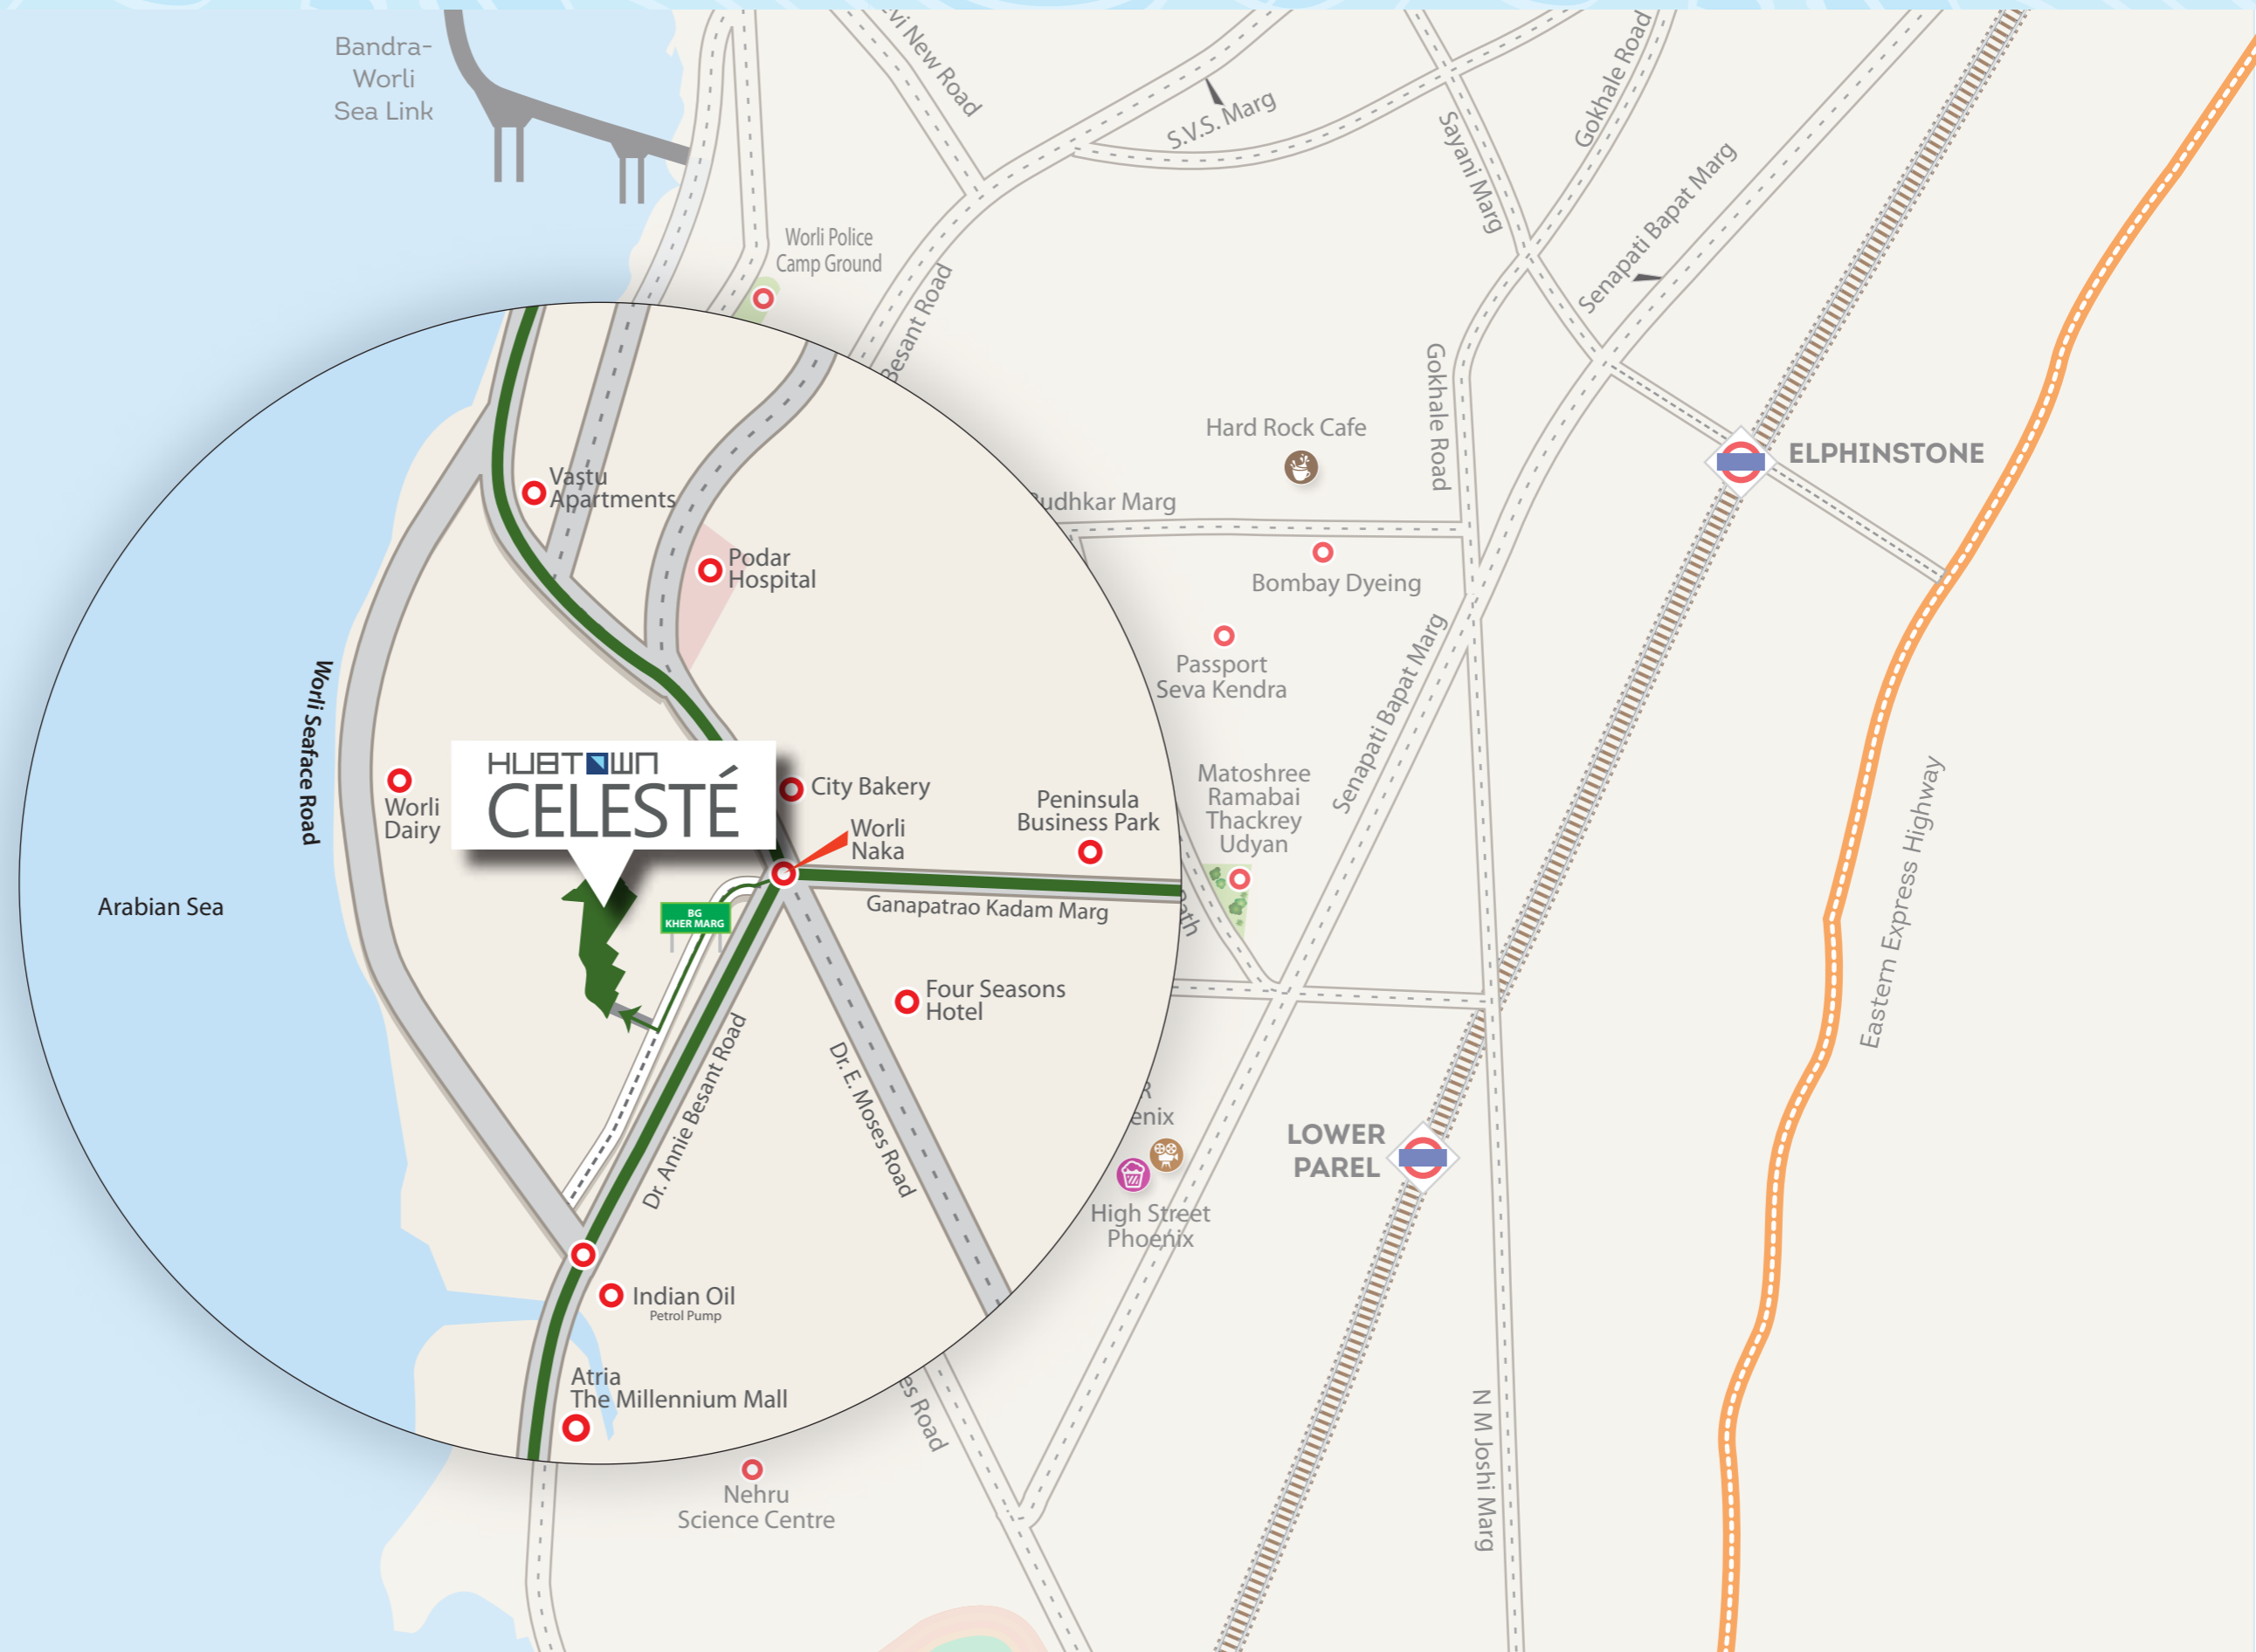 Bandra-
Worli
Sea Link
New Road
S.V.S. Marg
Sayani Marg
Gokhale Road
Senapati Bapat Marg
Worli Police
Camp Ground
Besant Road
Gokhale Road
Hard Rock Cafe
ELPHINSTONE
Marg
Bombay Dyeing
Passport
Seva Kendra
Senapati Bapat Marg
Matoshree
Ramabai
Thackrey
Udyan
Eastern Express Highway
Vastu
Apartments
Podar
Hospital
Worli Seaface Road
HUBTOWN
CELESTÉ
Worli
Dairy
City Bakery
Worli
Naka
Peninsula
Business Park
Arabian Sea
BG
KHER MARG
Ganapatrao Kadam Marg
Four Seasons
Hotel
Dr. Annie Besant Road
Dr. E. Moses Road
LOWER
PAREL
High Street
Phoenix
Indian Oil
Petrol Pump
Atria
The Millennium Mall
Road
N M Joshi Marg
Nehru
Science Centre